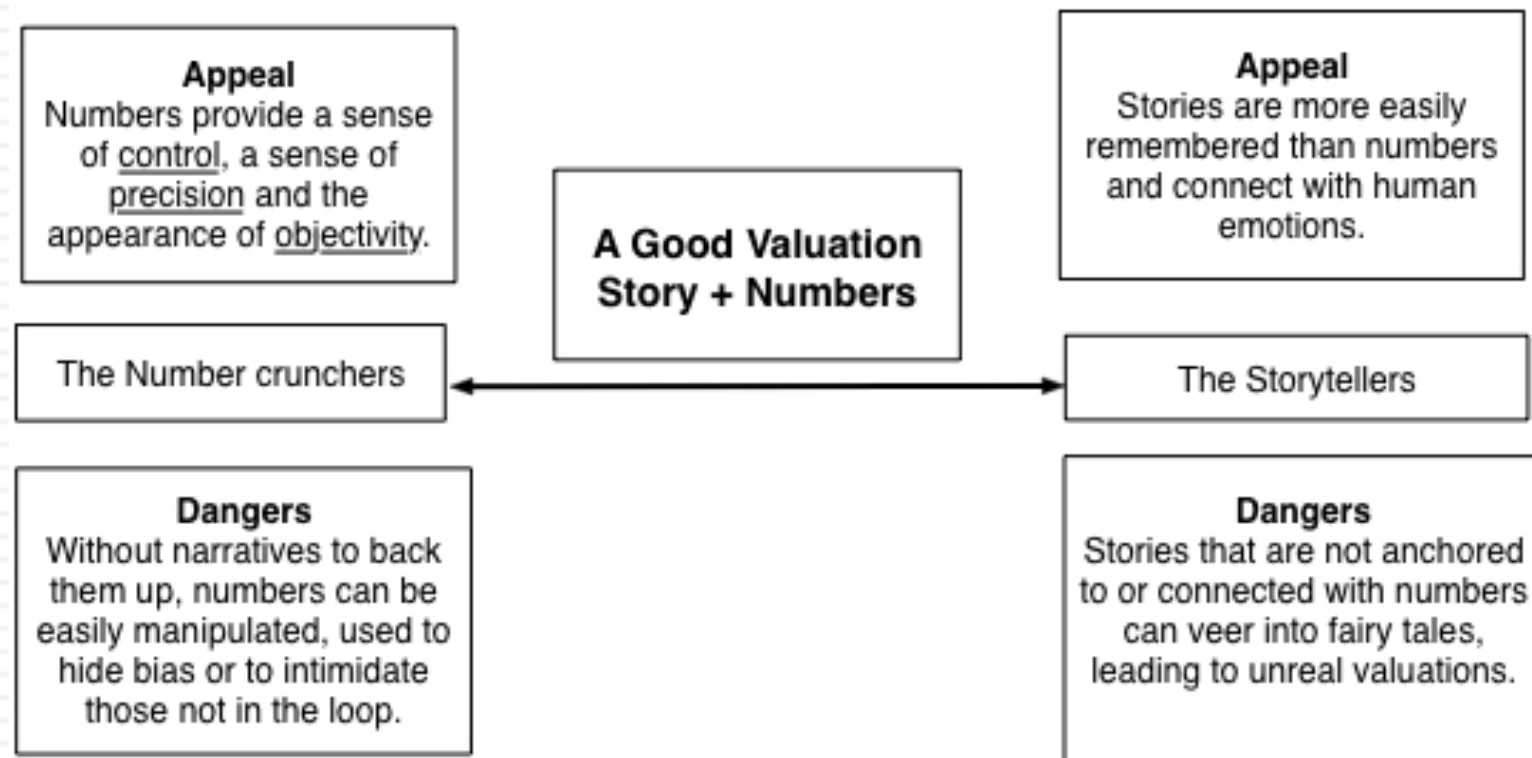 Appeal
Numbers provide a sense
of control, a sense of
precision and the
appearance of objectivity.
The Number crunchers
Dangers
Without narratives to back
them up, numbers can be
easily manipulated, used to
hide bias or to intimidate
those not in the loop.
A Good Valuation
Story + Numbers
Appeal
Stories are more easily
remembered than numbers
and connect with human
emotions.
The Storytellers
Dangers
Stories that are not anchored
to or connected with numbers
can veer into fairy tales,
leading to unreal valuations.